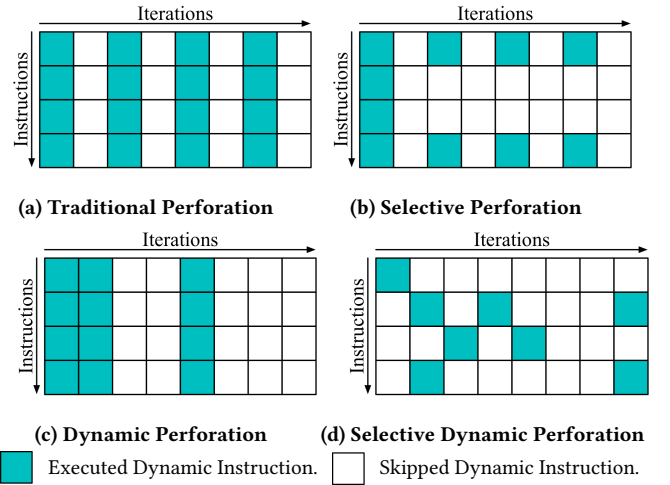 Iterations
Iterations
Instructions
Instructions
(a) Traditional Perforation
(b) Selective Perforation
Iterations
Iterations
Instructions
Instructions
(c) Dynamic Perforation
(d) Selective Dynamic Perforation
Executed Dynamic Instruction.
Skipped Dynamic Instruction.